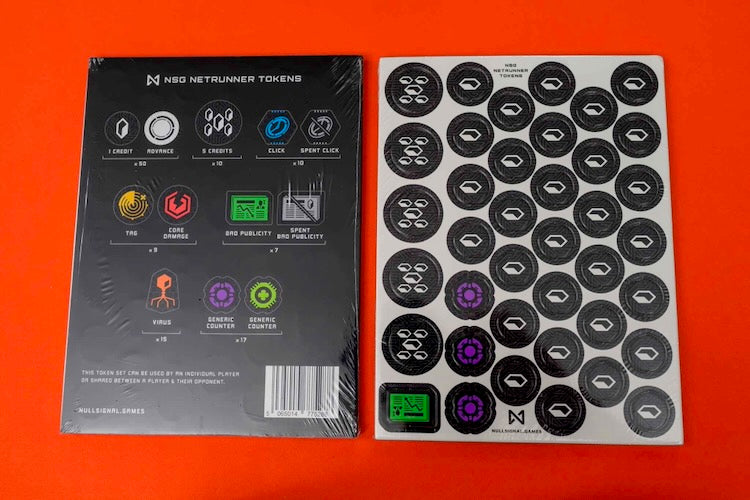 NSG NETRUNNER TOKENS
1 CREDIT
ADVANCE
x 50
5 CREDITS
x 10
CLICK
SPENT CLICK
x 10
TAG
CORE
DAMAGE
x 9
BAD PUBLICITY
SPENT
BAD PUBLICITY
x 7
VIRUS
x 15
GENERIC
COUNTER
GENERIC
COUNTER
x 17
THIS TOKEN SET CAN BE USED BY AN INDIVIDUAL PLAYER
OR SHARED BETWEEN A PLAYER & THEIR OPPONENT.
NULLSIGNAL.GAMES
NSG
NETRUNNER
TOKENS
NULLSIGNAL.GAMES